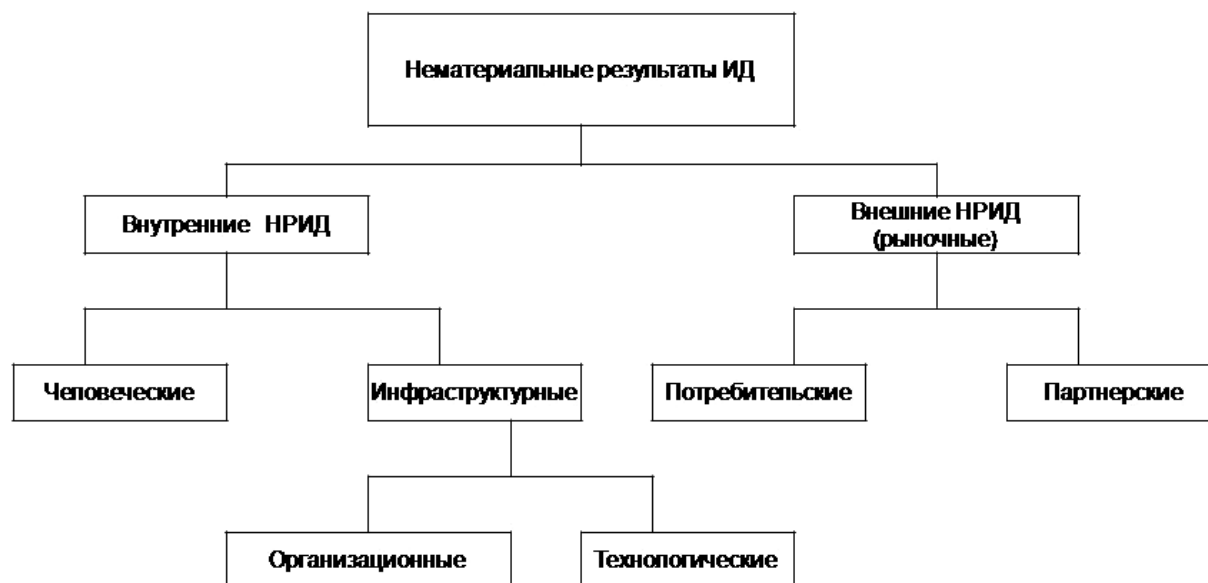 Нематериальные результаты ИД
Внутренние НРИД
Внешние НРИД
(рыночные)
Человеческие
Инфраструктурные
Потребительские
Партнерские
Организационные
Технологические